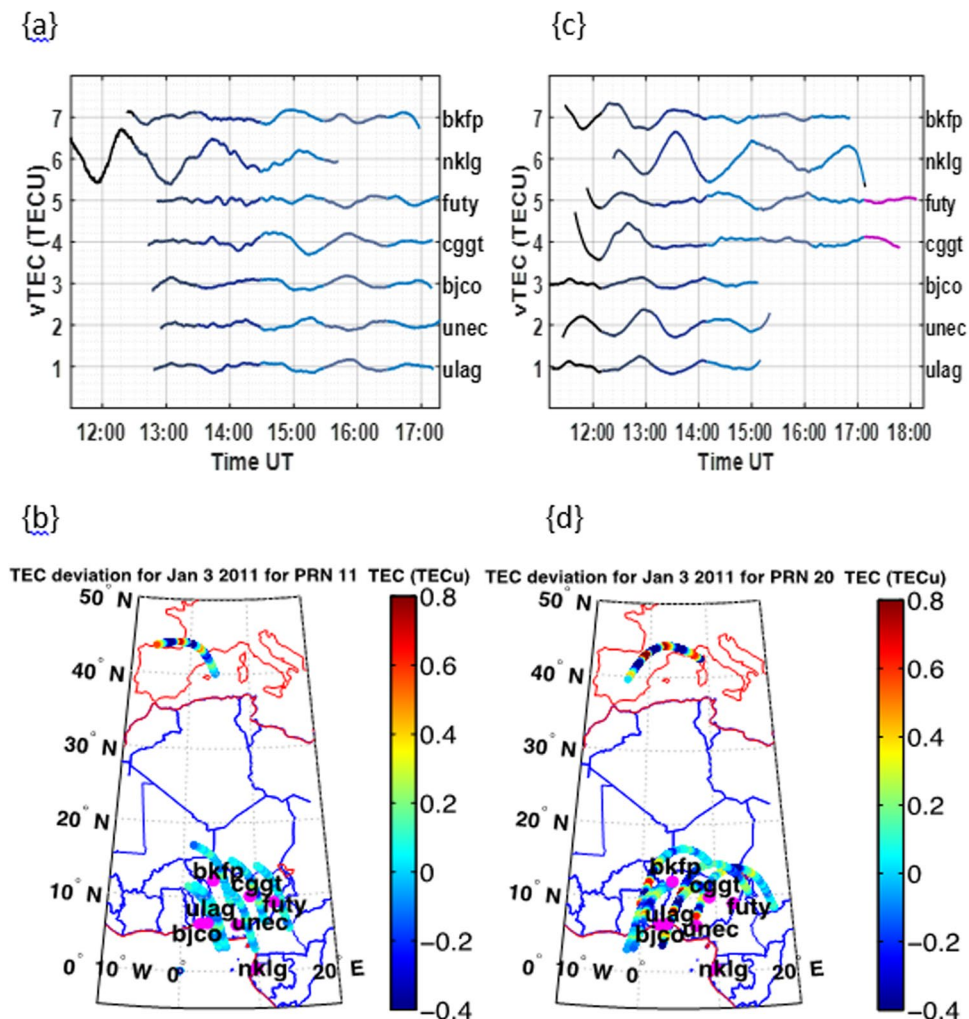 {a}
{c}
vTEC (TECU)
7
6
5
4
3
2
1
bkfp
nklg
futy
cggt
bjco
unec
ulag
12:00 13:00 14:00 15:00 16:00 17:00
Time UT
vTEC (TECU)
7
6
5
4
3
2
1
bkfp
nklg
futy
cggt
bjco
unec
ulag
12:00 13:00 14:00 15:00 16:00 17:00 18:00
Time UT
{b}
{d}
TEC deviation for Jan 3 2011 for PRN 11 TEC (TECu)
50° N
40° N
30° N
20° N
10° N
0° 10° W 0° 10° 20° E
bkfp
cggt
ulag
futy
bjco
unec
nklg
0.8
0.6
0.4
0.2
0
−0.2
−0.4
TEC deviation for Jan 3 2011 for PRN 20 TEC (TECu)
50° N
40° N
30° N
20° N
10° N
0° 10° W 0° 10° 20° E
bkfp
cggt
ulag
futy
bjco
unec
nklg
0.8
0.6
0.4
0.2
0
−0.2
−0.4